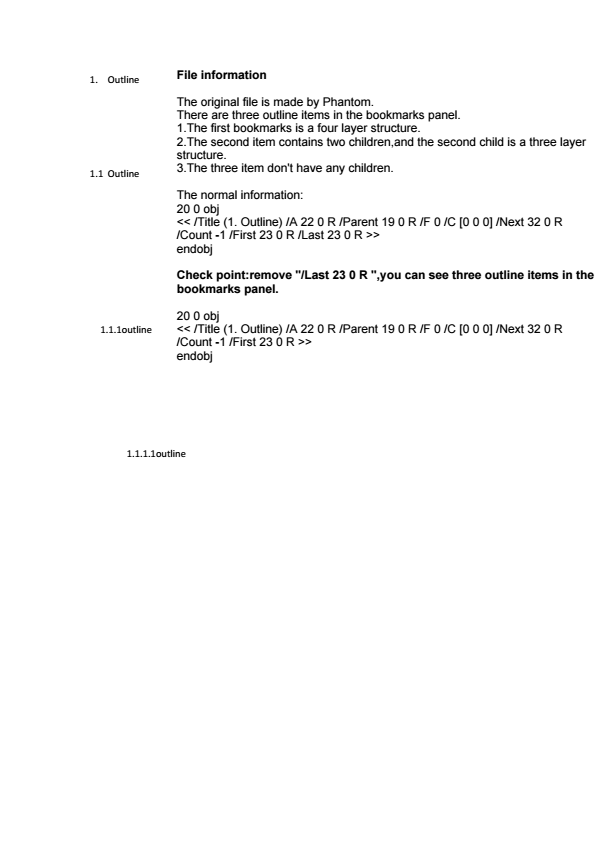 1. Outline
File information
The original file is made by Phantom.
There are three outline items in the bookmarks panel.
1.The first bookmarks is a four layer structure.
2.The second item contains two children,and the second child is a three layer
structure.
3.The three item don't have any children.
1.1 Outline
The normal information:
20 0 obj
<< /Title (1. Outline) /A 22 0 R /Parent 19 0 R /F 0 /C [0 0 0] /Next 32 0 R
/Count -1 /First 23 0 R /Last 23 0 R >>
endobj
Check point:remove "/Last 23 0 R ",you can see three outline items in the
bookmarks panel.
20 0 obj
<< /Title (1. Outline) /A 22 0 R /Parent 19 0 R /F 0 /C [0 0 0] /Next 32 0 R
/Count -1 /First 23 0 R >>
endobj
1.1.1outline
1.1.1.1outline